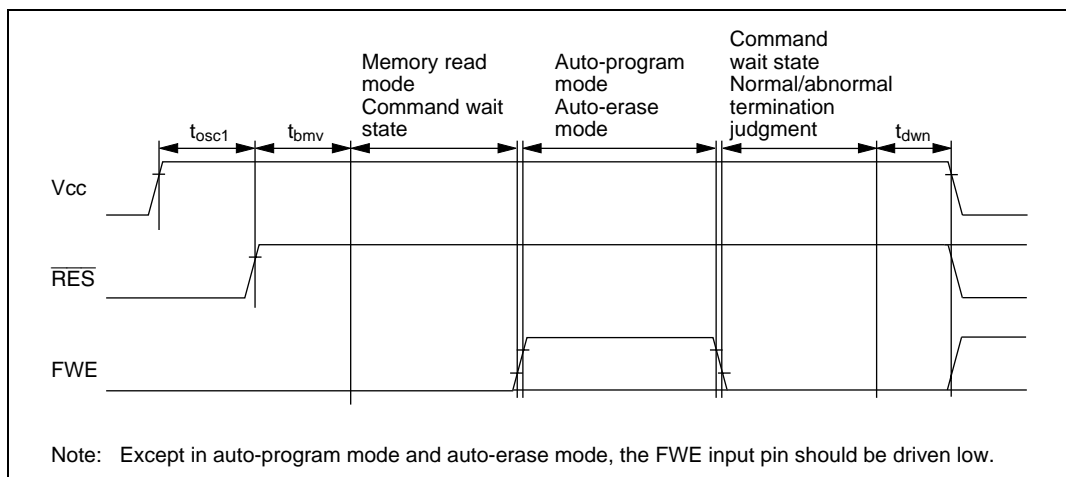 Memory read
mode
Command wait
state
Auto-program
mode
Auto-erase
mode
Command
wait state
Normal/abnormal
termination
judgment
tosc1
tbmv
tdwn
Vcc
RES
FWE
Note: Except in auto-program mode and auto-erase mode, the FWE input pin should be driven low.